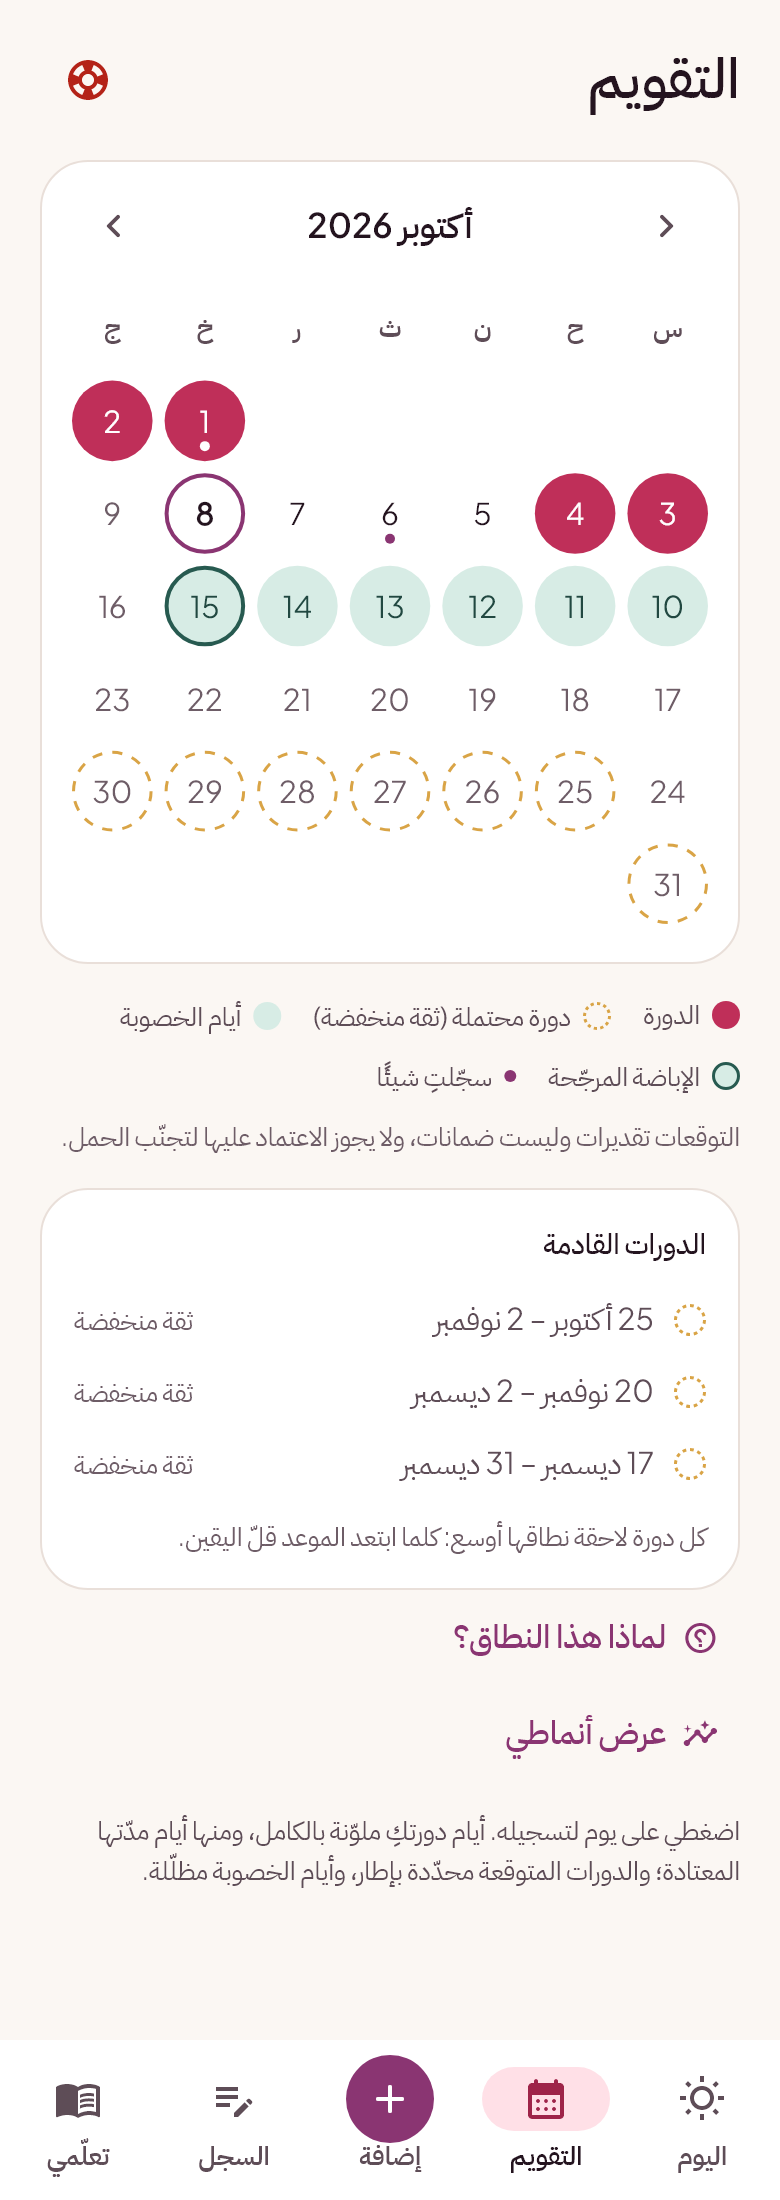 التقويم
أكتوبر 2026
س ح ن ث ر خ ج
1 2
3 4 5 6 7 8 9
10 11 12 13 14 15 16
17 18 19 20 21 22 23
24 25 26 27 28 29 30
31
الدورة دورة محتملة (ثقة منخفضة) أيام الخصوبة
الإباضة المرجّحة سجّلتِ شيئًا
التوقعات تقديرات وليست ضمانات، ولا يجوز الاعتماد عليها لتجنّب الحمل.
الدورات القادمة
25 أكتوبر – 2 نوفمبر ثقة منخفضة
20 نوفمبر – 2 ديسمبر ثقة منخفضة
17 ديسمبر – 31 ديسمبر ثقة منخفضة
كل دورة لاحقة نطاقها أوسع: كلما ابتعد الموعد قلّ اليقين.
لماذا هذا النطاق؟
عرض أنماطي
اضغطي على يوم لتسجيله. أيام دورتكِ ملوّنة بالكامل، ومنها أيام مدّتها
المعتادة؛ والدورات المتوقعة محدّدة بإطار، وأيام الخصوبة مظلّلة.
اليوم التقويم إضافة السجل تعلّمي